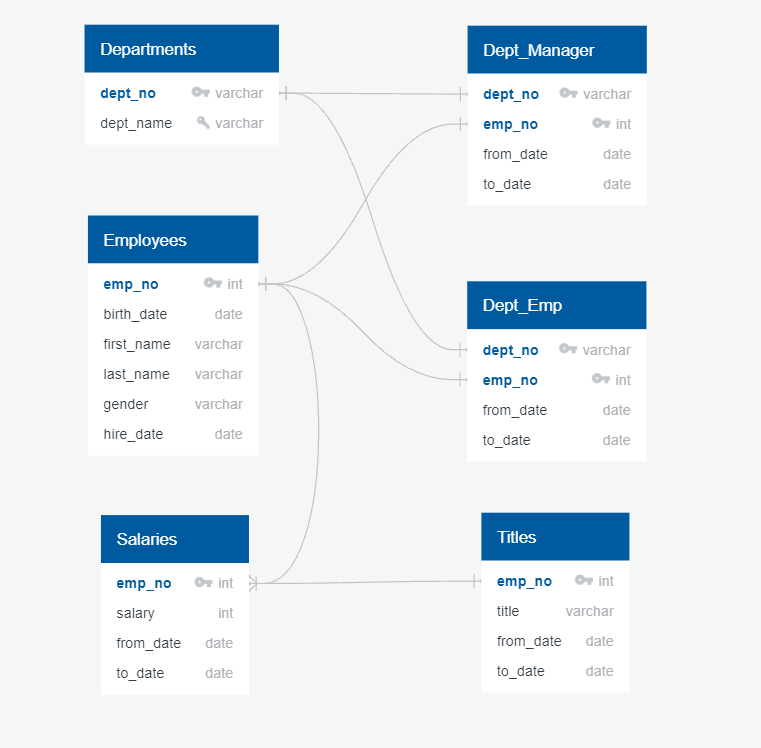 Departments
dept_no varchar
dept_name varchar
Dept_Manager
dept_no varchar
emp_no int
from_date date
to_date date
Employees
emp_no int
birth_date date
first_name varchar
last_name varchar
gender varchar
hire_date date
Dept_Emp
dept_no varchar
emp_no int
from_date date
to_date date
Salaries
emp_no int
salary int
from_date date
to_date date
Titles
emp_no int
title varchar
from_date date
to_date date